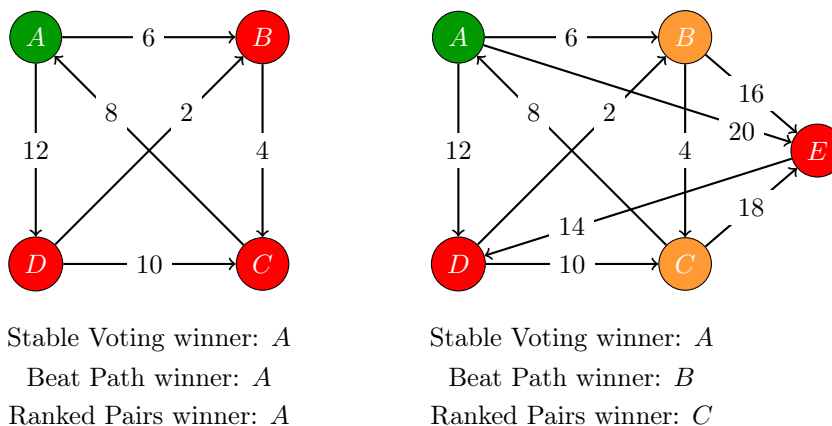 A 6 B
8 2
12 4
D 10 C
Stable Voting winner: A
Beat Path winner: A
Ranked Pairs winner: A
A 6 B
16
8 2 20
12 4 E
18
14
D 10 C
Stable Voting winner: A
Beat Path winner: B
Ranked Pairs winner: C